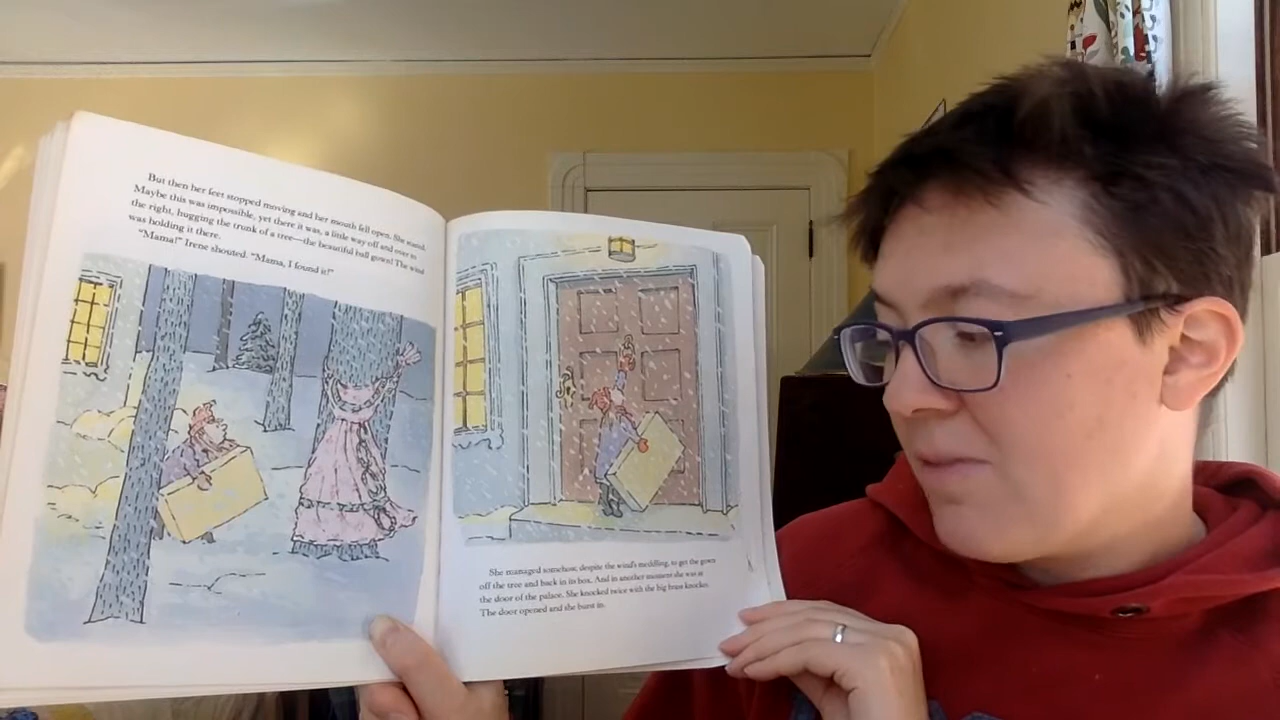 But then her feet stopped moving and her mouth fell open. She stared.
Maybe this was impossible, yet there it was, a little way off and over to
the right, hugging the trunk of a tree—the beautiful ball gown! The wind
was holding it there.
"Mama!" Irene shouted. "Mama, I found it!"
She managed somehow, despite the wind's meddling, to get the gown
off the tree and back in its box. And in another moment she was at
the door of the palace. She knocked twice with the big brass knocker.
The door opened and she burst in.